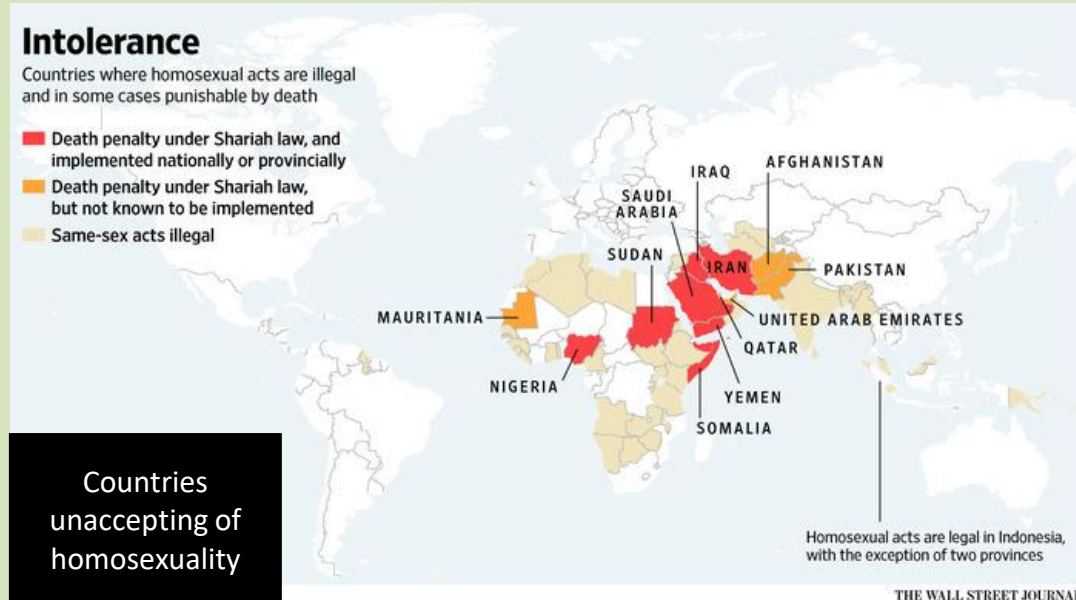 Intolerance
Countries where homosexual acts are illegal
and in some cases punishable by death
Death penalty under Shariah law, and
implemented nationally or provincially
Death penalty under Shariah law,
but not known to be implemented
Same-sex acts illegal
AFGHANISTAN
IRAQ
SAUDI
ARABIA
SUDAN
IRAN
PAKISTAN
MAURITANIA
UNITED ARAB EMIRATES
QATAR
NIGERIA
YEMEN
SOMALIA
Countries
unaccepting of
homosexuality
Homosexual acts are legal in Indonesia,
with the exception of two provinces
THE WALL STREET JOURNAL